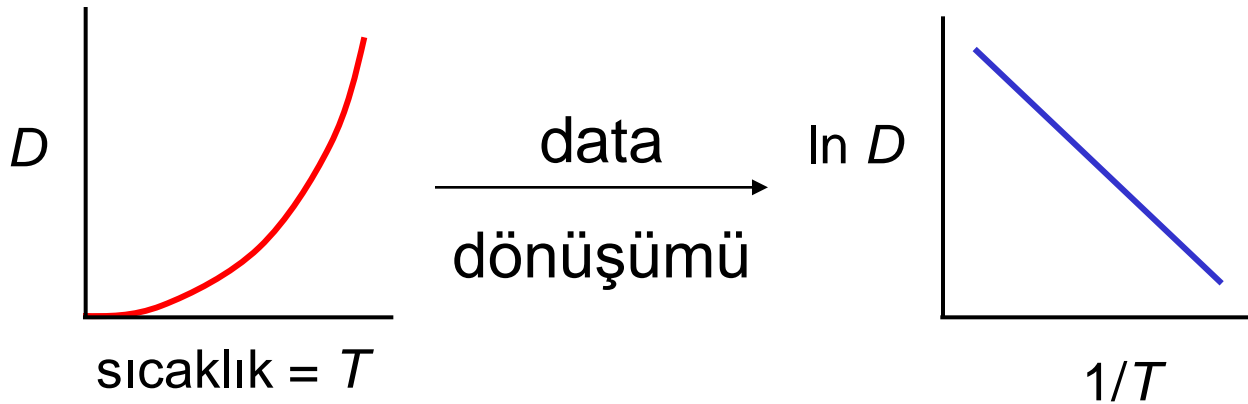 D
sıcaklık = T
data
dönüşümü
ln D
1/T